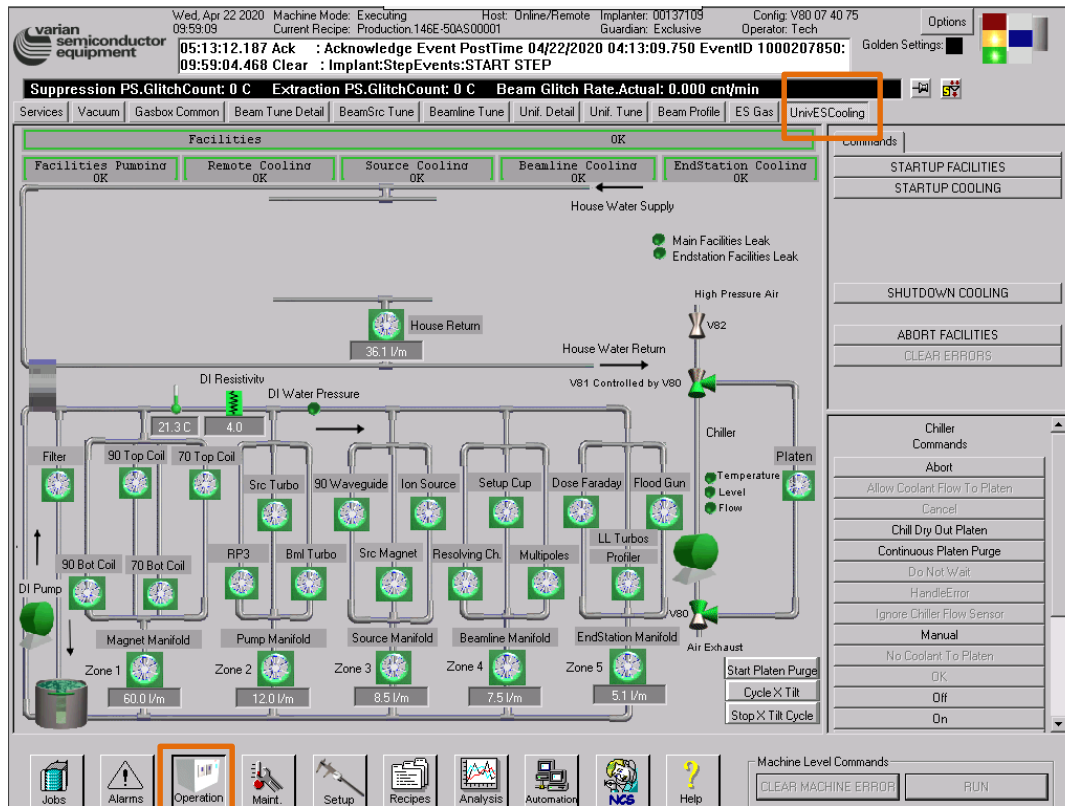 varian
semiconductor
equipment
Wed, Apr 22 2020 Machine Mode: Executing Host: Online/Remote Implanter: 00137109 Config: V80 07 40 75
09:59:09 Current Recipe: Production.146E-50AS00001 Guardian: Exclusive Operator: Tech
Options
05:13:12.187 Ack : Acknowledge Event PostTime 04/22/2020 04:13:09.750 EventID 1000207850:
09:59:04.468 Clear : Implant:StepEvents:START STEP
Golden Settings:
Suppression PS.GlitchCount: 0 C Extraction PS.GlitchCount: 0 C Beam Glitch Rate.Actual: 0.000 cnt/min
Services Vacuum Gasbox Common Beam Tune Detail BeamSrc Tune Beamline Tune Unif. Detail Unif. Tune Beam Profile ES Gas UnivESCooling
Facilities OK
Facilities Pumping Remote Cooling Source Cooling Beamline Cooling EndStation Cooling
OK OK OK OK OK
House Water Supply
Main Facilities Leak
Endstation Facilities Leak
High Pressure Air
V82
House Return
36.1 l/m
House Water Return
V81 Controlled by V80
DI Resistivity
DI Water Pressure
21.3 C 4.0
Chiller
Filter 90 Top Coil 70 Top Coil Platen
Src Turbo 90 Waveguide Ion Source Setup Cup Dose Faraday Flood Gun
Temperature
Level
Flow
LL Turbos
RP3 Bml Turbo Src Magnet Resolving Ch. Multipoles Profiler
90 Bot Coil 70 Bot Coil
DI Pump
V80
Magnet Manifold Pump Manifold Source Manifold Beamline Manifold EndStation Manifold
Air Exhaust
Zone 1 Zone 2 Zone 3 Zone 4 Zone 5
60.0 l/m 12.0 l/m 8.5 l/m 7.5 l/m 5.1 l/m
Start Platen Purge
Cycle X Tilt
Stop X Tilt Cycle
Commands
STARTUP FACILITIES
STARTUP COOLING
SHUTDOWN COOLING
ABORT FACILITIES
CLEAR ERRORS
Chiller
Commands
Abort
Allow Coolant Flow To Platen
Cancel
Chill Dry Out Platen
Continuous Platen Purge
Do Not Wait
HandleError
Ignore Chiller Flow Sensor
Manual
No Coolant To Platen
OK
Off
On
Jobs Alarms Operation Maint. Setup Recipes Analysis Automation NCS Help
Machine Level Commands
CLEAR MACHINE ERROR RUN